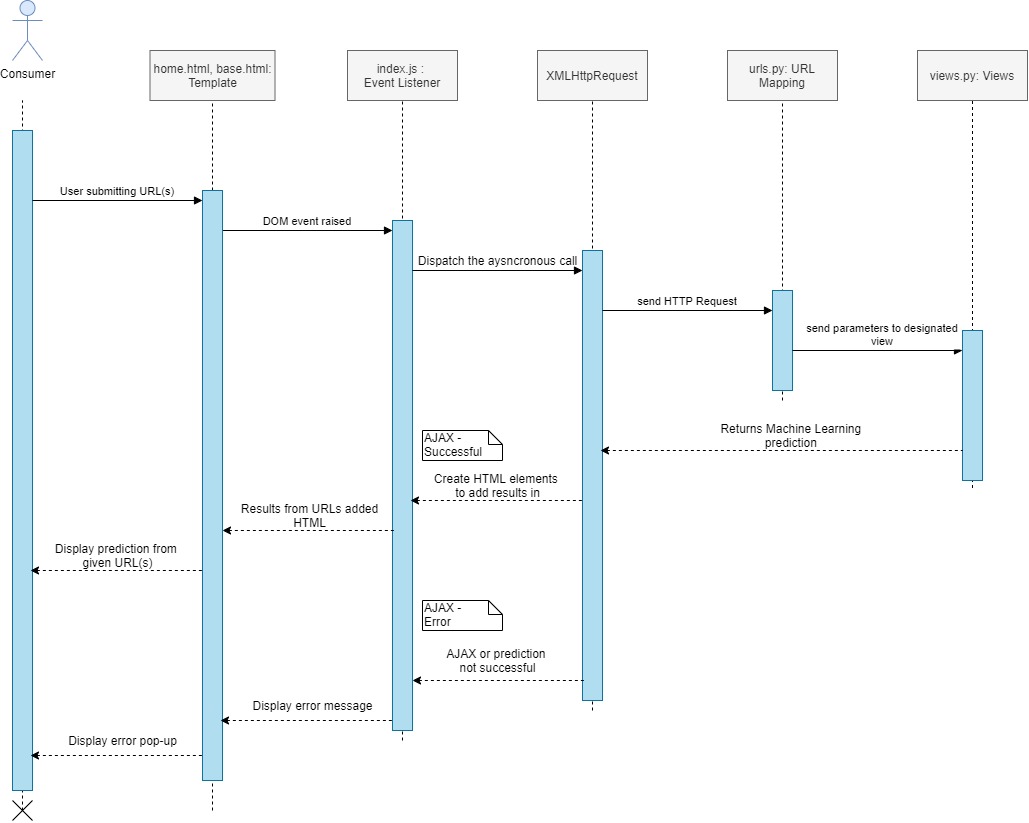 Consumer
home.html, base.html:
Template
index.js :
Event Listener
XMLHttpRequest
urls.py: URL
Mapping
views.py: Views
User submitting URL(s)
DOM event raised
Dispatch the aysncronous call
send HTTP Request
send parameters to designated
view
Returns Machine Learning
prediction
AJAX -
Successful
Create HTML elements
to add results in
Results from URLs added
HTML
Display prediction from
given URL(s)
AJAX -
Error
AJAX or prediction
not successful
Display error message
Display error pop-up